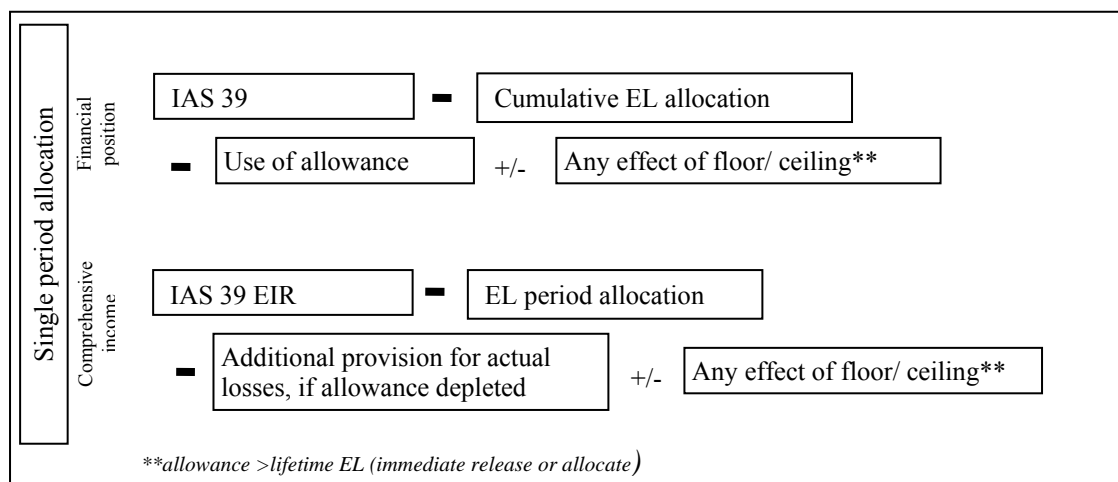 Single period allocation
Financial
position
IAS 39 - Cumulative EL allocation
- Use of allowance +/- Any effect of floor/ ceiling**
Comprehensive
income
IAS 39 EIR - EL period allocation
- Additional provision for actual
losses, if allowance depleted +/- Any effect of floor/ ceiling**
**allowance >lifetime EL (immediate release or allocate)